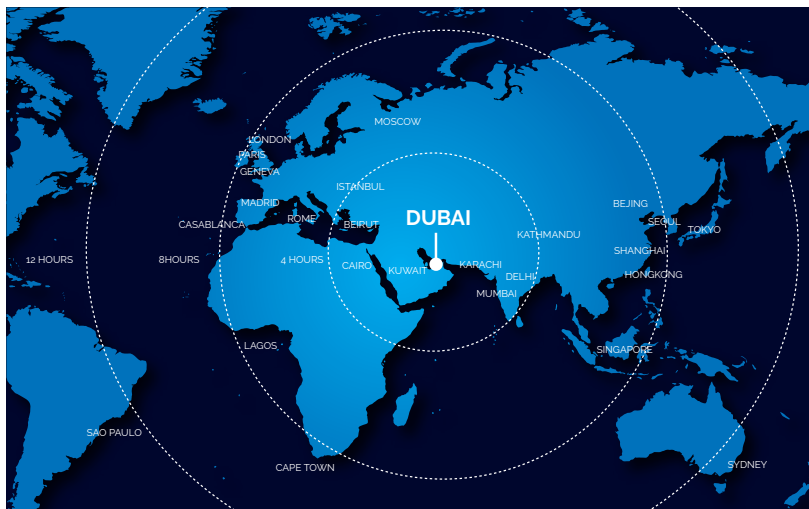 MOSCOW
LONDON
PARIS
GENEVA
ISTANBUL
MADRID
BEJING
ROME
DUBAI
CASABLANCA
BEIRUT
SEOUL
TOKYO
KATHMANDU
SHANGHAI
12 HOURS
8HOURS
4 HOURS
CAIRO
KUWAIT
KARACHI
DELHI
HONGKONG
MUMBAI
LAGOS
SINGAPORE
SAO PAULO
CAPE TOWN
SYDNEY